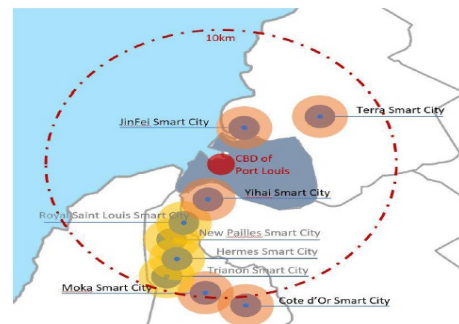 10km
Terra Smart City
JinFei Smart City
CBD of
Port Louis
Yihai Smart City
Royal Saint Louis Smart City
New Pailles Smart City
Hermes Smart City
Trianon Smart City
Moka Smart City
Cote d'Or Smart City